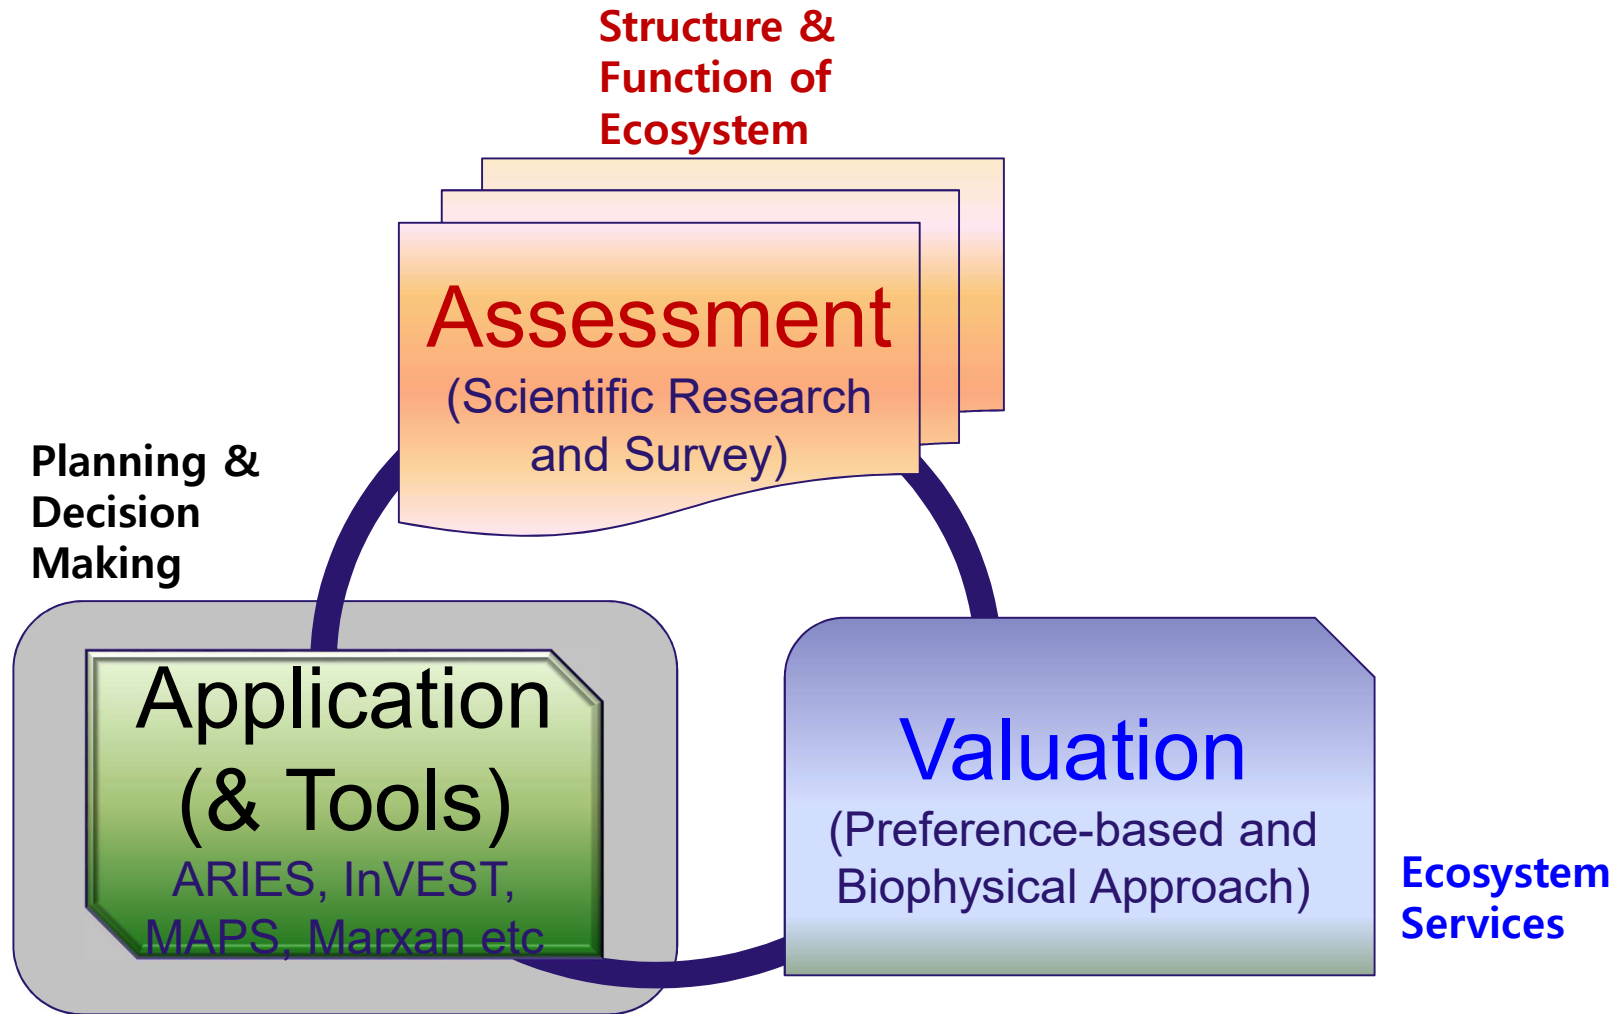 Structure &
Function of
Ecosystem
Assessment
(Scientific Research
and Survey)
Planning &
Decision
Making
Application
(& Tools)
ARIES, InVEST,
MAPS, Marxan etc
Valuation
(Preference-based and
Biophysical Approach)
Ecosystem
Services